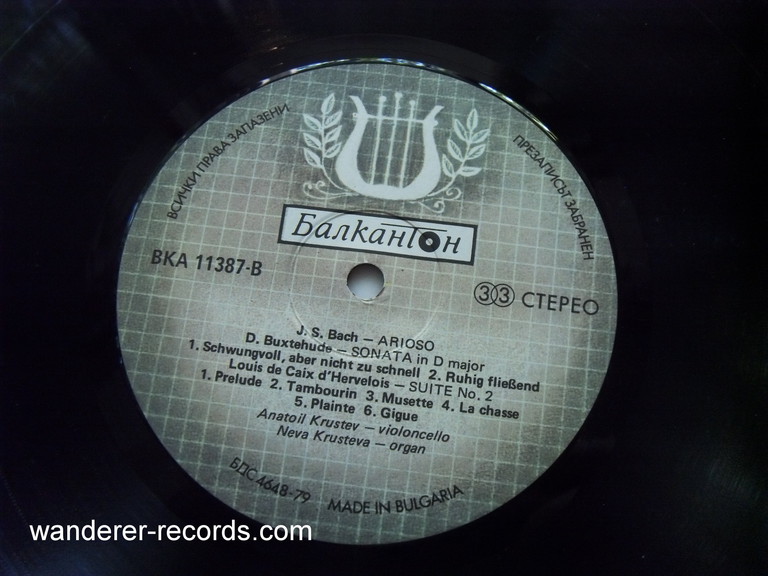 ВСИЧКИ ПРАВА ЗАПАЗЕНИ
ПРЕЗАПИСЪТ ЗАБРАНЕН
Балкантон
ВКА 11387-В
33 СТЕРЕО
J. S. Bach – ARIOSO
D. Buxtehude – SONATA in D major
1. Schwungvoll, aber nicht zu schnell 2. Ruhig fließend
Louis de Caix d'Hervelois – SUITE No. 2
1. Prelude 2. Tambourin 3. Musette 4. La chasse
5. Plainte 6. Gigue
Anatoil Krustev – violoncello
Neva Krusteva – organ
БДС 4648-79 MADE IN BULGARIA
wanderer-records.com